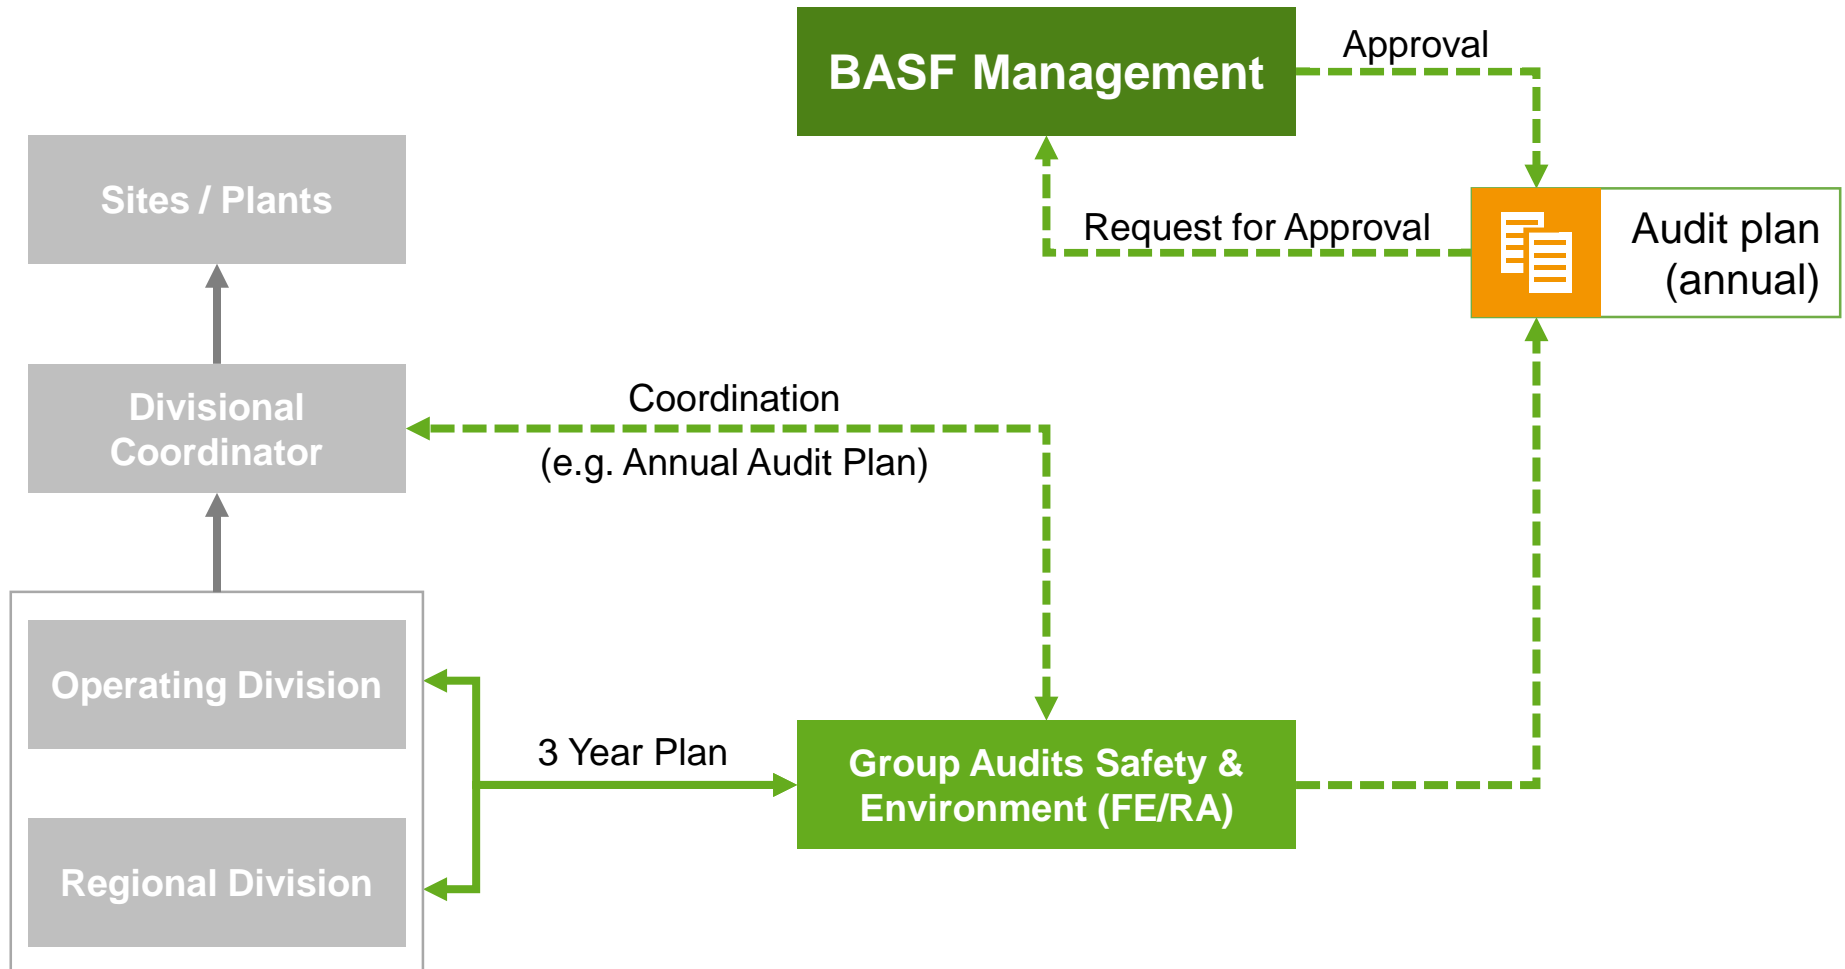 BASF Management
Approval
Sites / Plants
Request for Approval
Audit plan
(annual)
Divisional
Coordinator
Coordination
(e.g. Annual Audit Plan)
Operating Division
3 Year Plan
Group Audits Safety &
Environment (FE/RA)
Regional Division